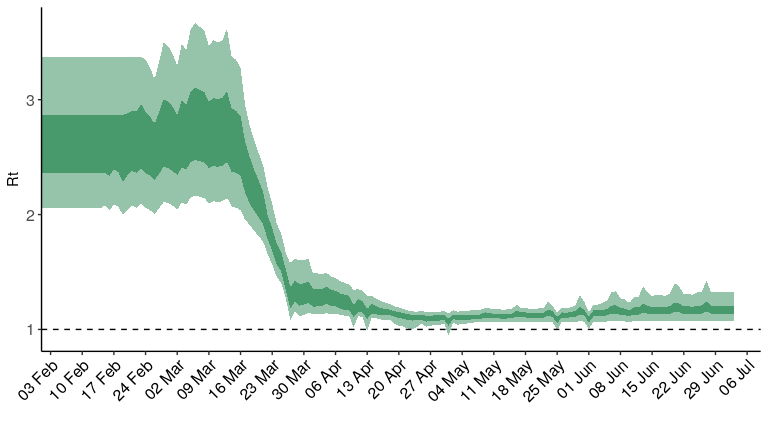 3
2
1
Rt
03 Feb
10 Feb
17 Feb
24 Feb
02 Mar
09 Mar
16 Mar
23 Mar
30 Mar
06 Apr
13 Apr
20 Apr
27 Apr
04 May
11 May
18 May
25 May
01 Jun
08 Jun
15 Jun
22 Jun
29 Jun
06 Jul